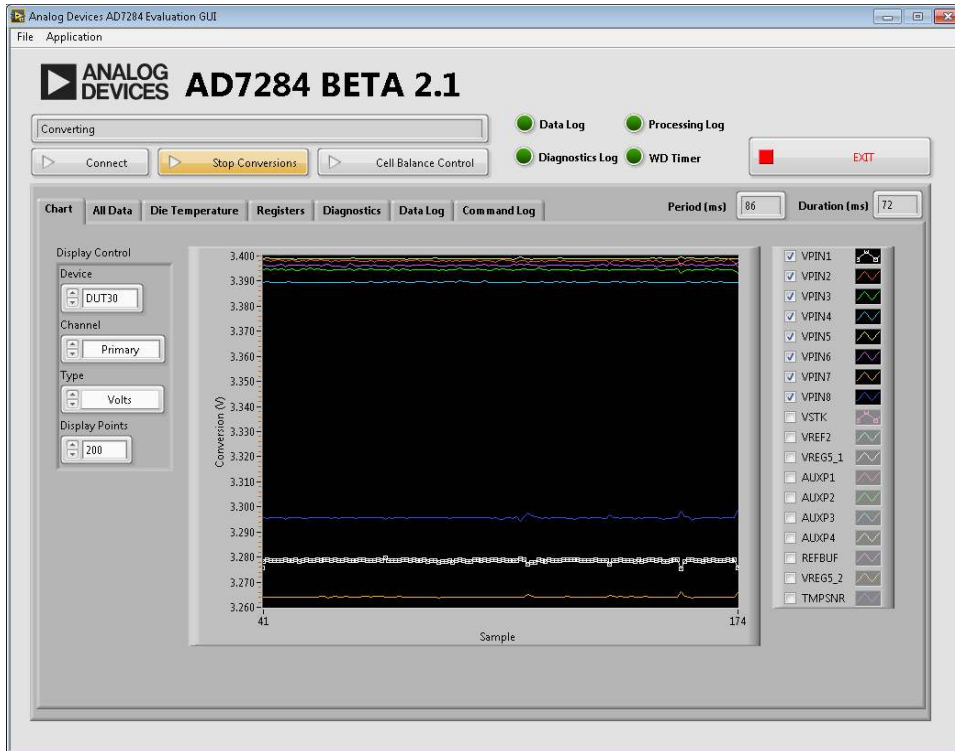 Analog Devices AD7284 Evaluation GUI
File Application
ANALOG DEVICES
AD7284 BETA 2.1
Converting
Data Log
Processing Log
Connect
Stop Conversions
Cell Balance Control
Diagnostics Log
WD Timer
EXIT
Chart All Data Die Temperature Registers Diagnostics Data Log Command Log
Period (ms) 86
Duration (ms) 72
Display Control
Device
DUT30
Channel
Primary
Type
Volts
Display Points
200
Conversion (V)
3.400
3.390
3.380
3.370
3.360
3.350
3.340
3.330
3.320
3.310
3.300
3.290
3.280
3.270
3.260
41
174
Sample
VPIN1
VPIN2
VPIN3
VPIN4
VPIN5
VPIN6
VPIN7
VPIN8
VSTK
VREF2
VREG5_1
AUXP1
AUXP2
AUXP3
AUXP4
REFBUF
VREG5_2
TMPSNR